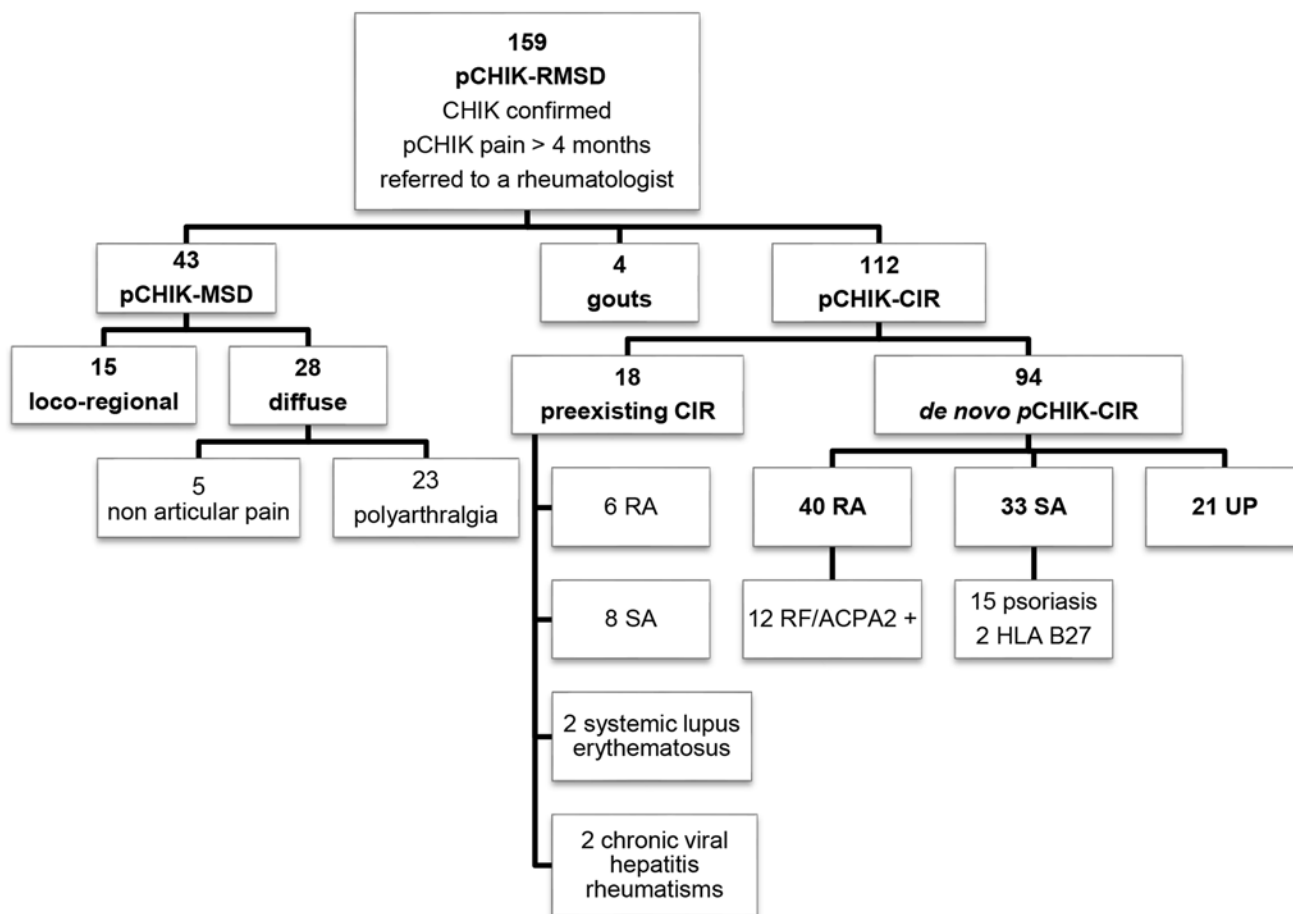 159
pCHIK-RMSD
CHIK confirmed
pCHIK pain > 4 months
referred to a rheumatologist
43
pCHIK-MSD
4
gouts
112
pCHIK-CIR
15
loco-regional
28
diffuse
18
preexisting CIR
94
de novo pCHIK-CIR
5
non articular pain
23
polyarthralgia
6 RA
40 RA
33 SA
21 UP
8 SA
12 RF/ACPA2 +
15 psoriasis
2 HLA B27
2 systemic lupus
erythematosus
2 chronic viral
hepatitis
rheumatisms